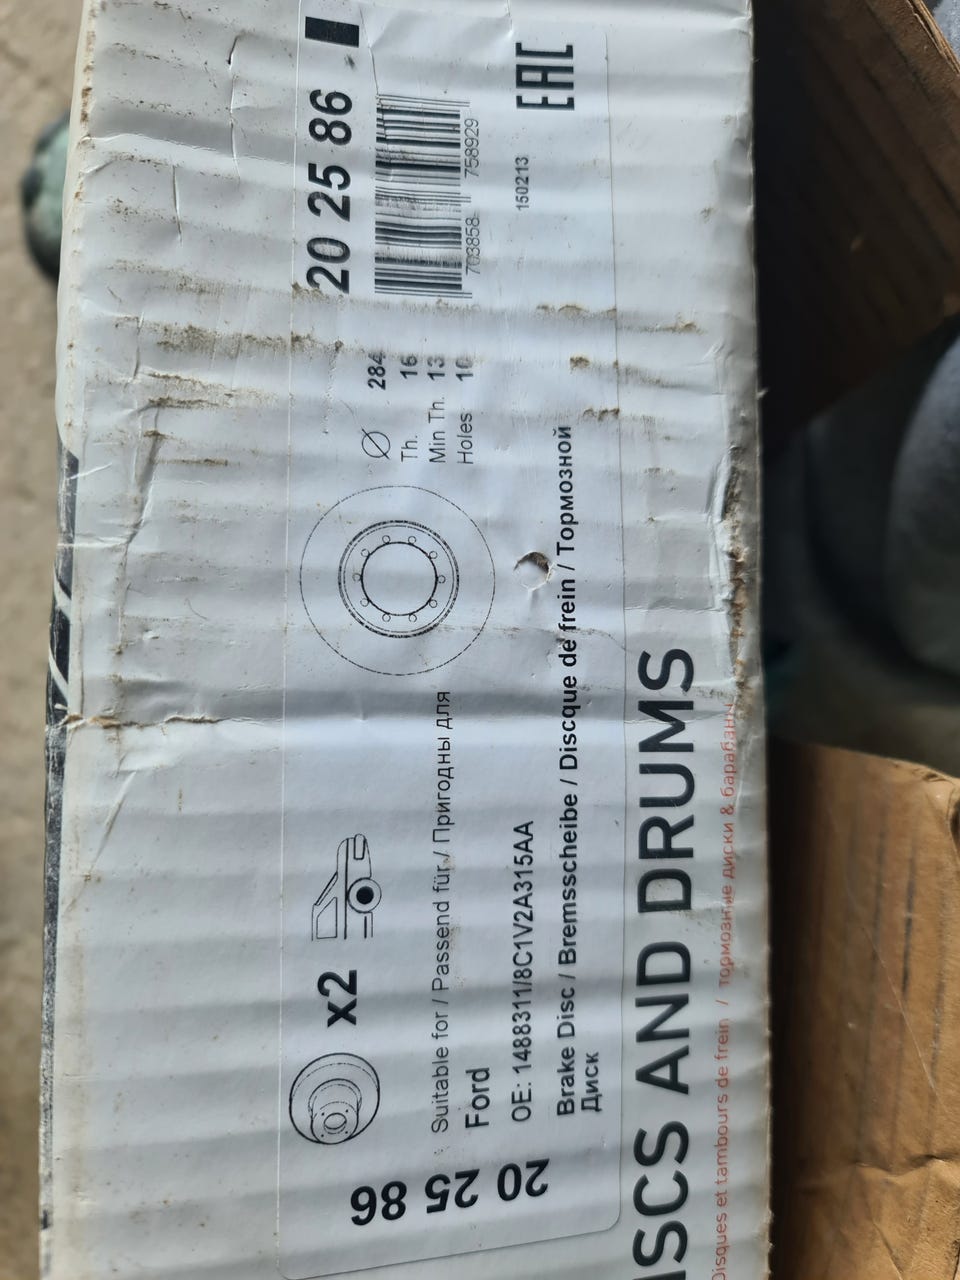 20 25 86
x2
Suitable for / Passend für / Пригодны для
Ford
OE: 1488311/8C1V2A315AA
Brake Disc / Bremsscheibe / Discque de frein / Тормозной
Диск
Ø 284
Th. 16
Min Th. 13
Holes 10
20 25 86
703858 758929
150213
EAC
ISCS AND DRUMS
Disques et tambours de frein / тормозные диски & барабаны